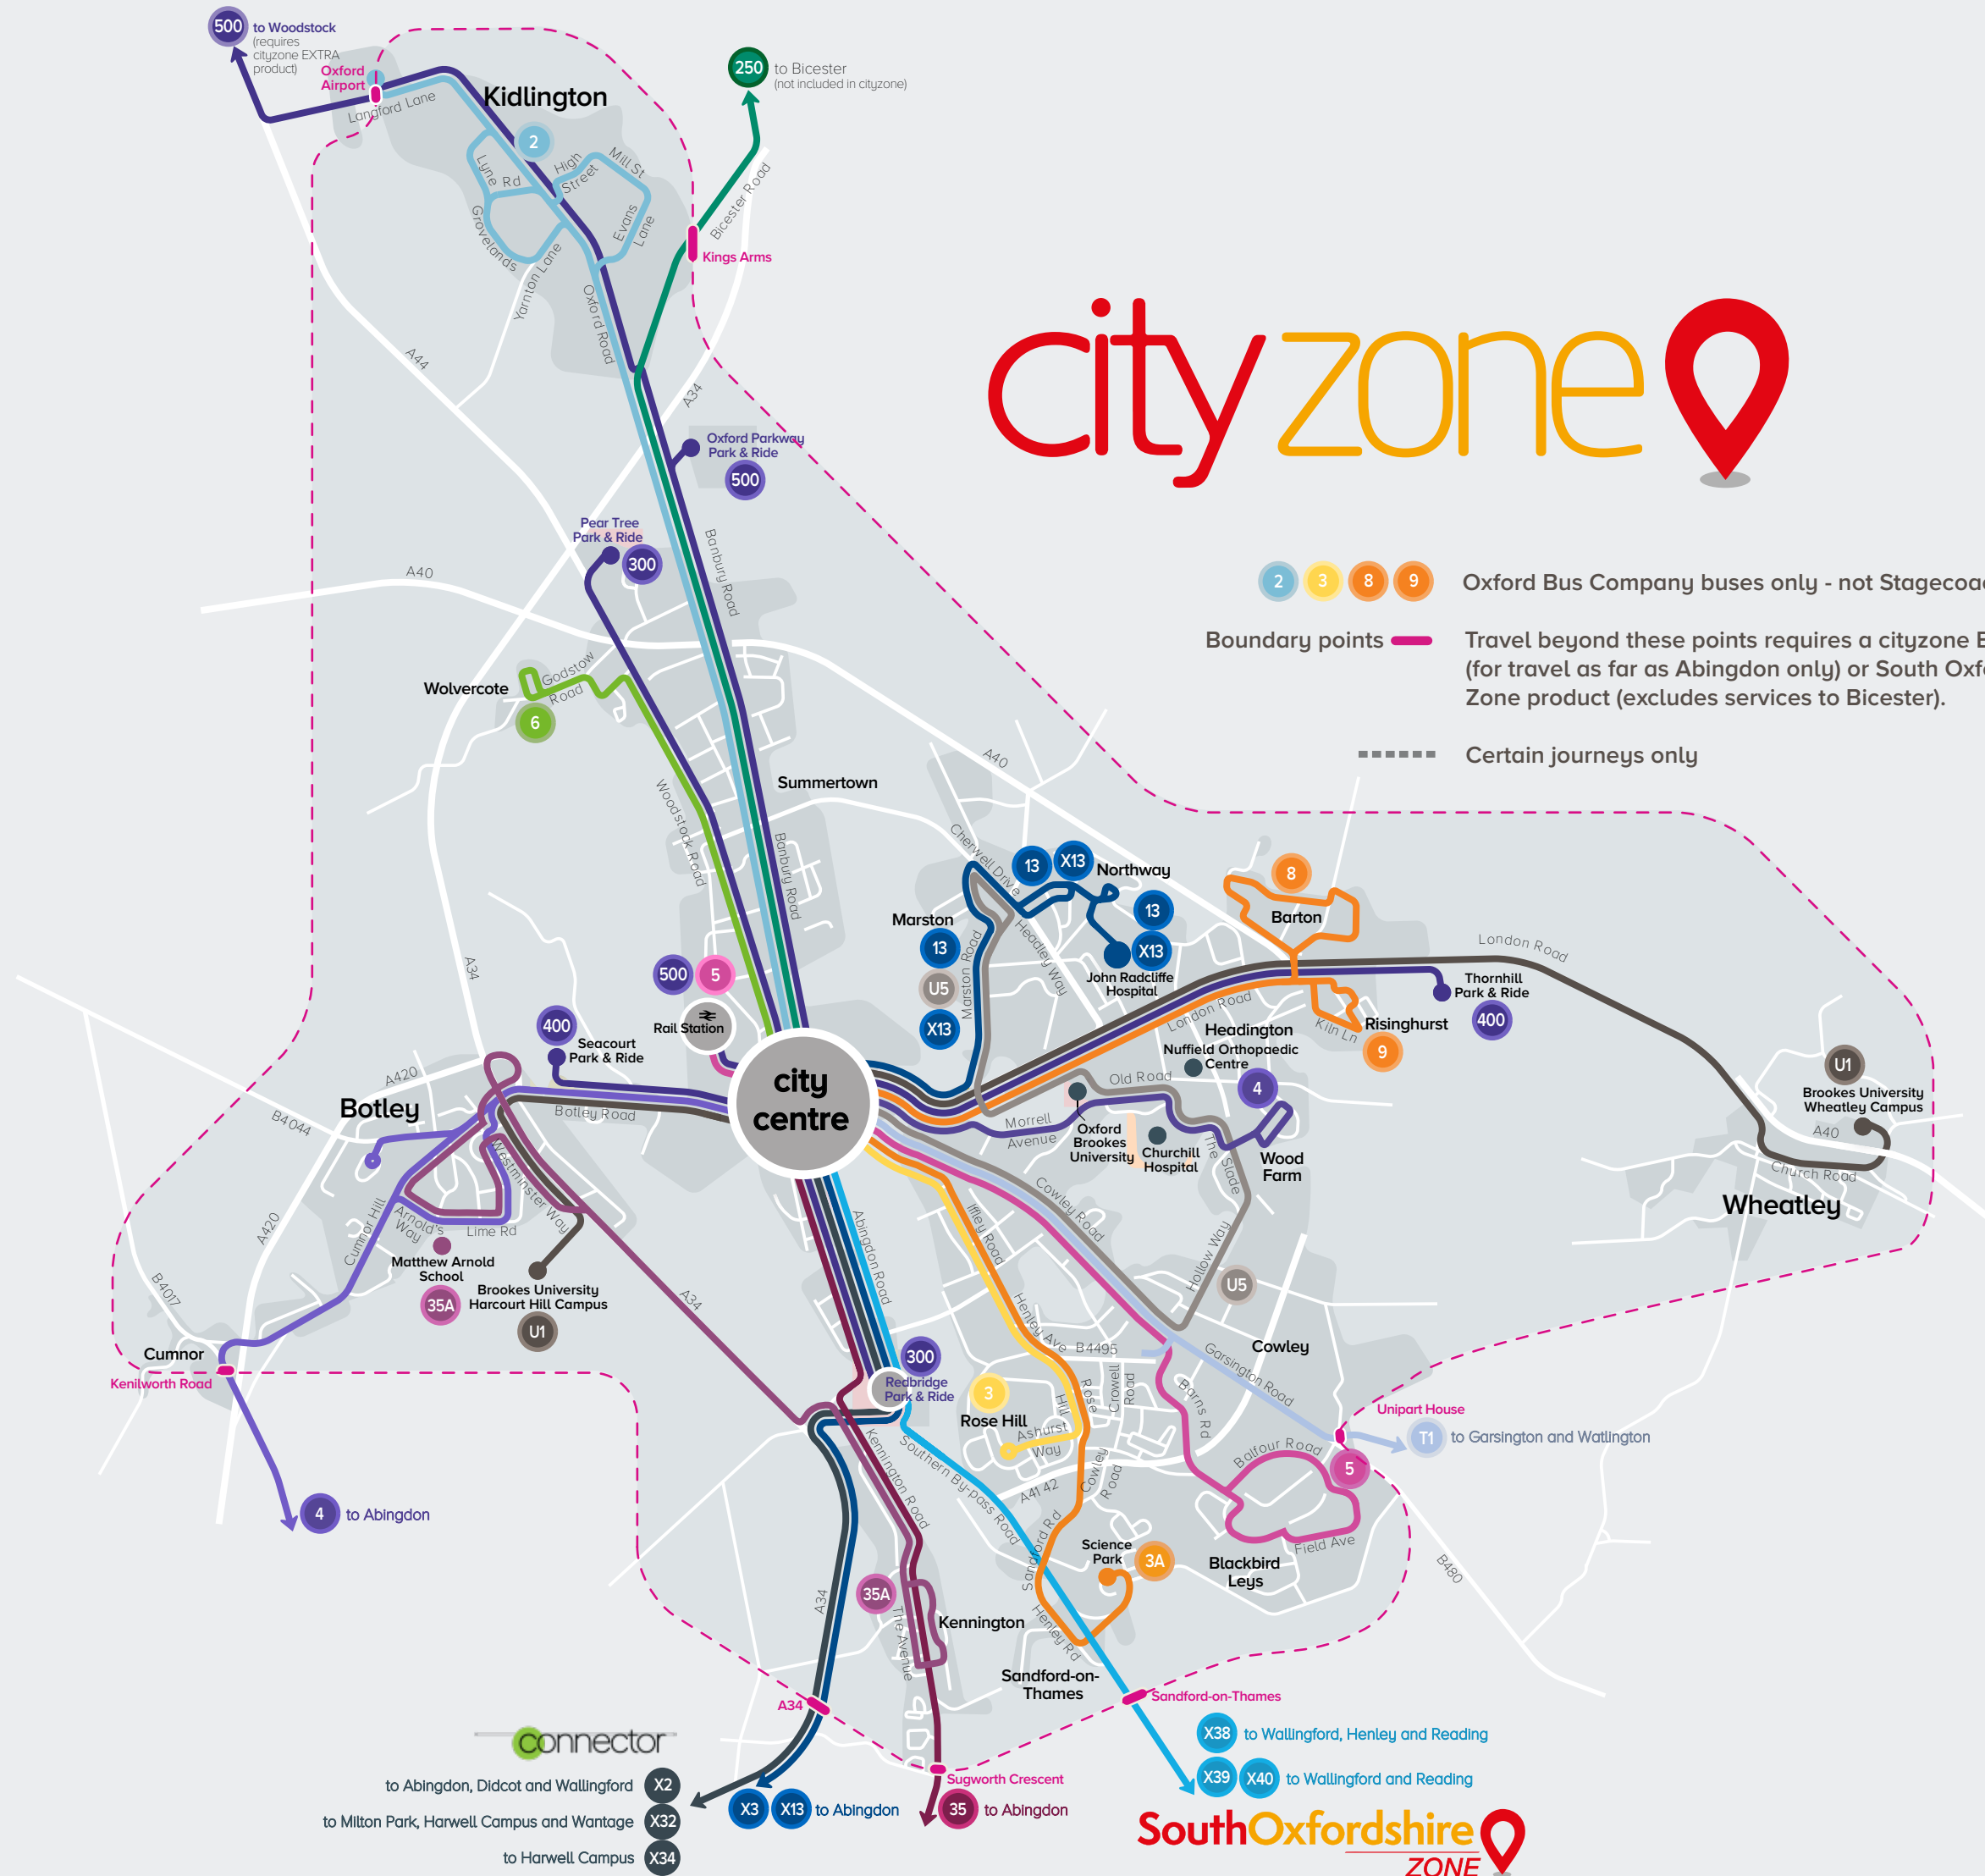 500 to Woodstock
(requires
cityzone EXTRA
product)
Oxford
Airport
Langford Lane
Kidlington
250 to Bicester
(not included in cityzone)
2
Lyne Rd
High
Street
Mill St
Evans
Lane
Grovelands
Yarnton Lane
Oxford Road
Bicester Road
Kings Arms
A44
A34
cityzone
Oxford Parkway
Park & Ride
500
Pear Tree
Park & Ride
300
Banbury Road
A40
2 3 8 9 Oxford Bus Company buses only - not Stagecoa
Boundary points Travel beyond these points requires a cityzone E
(for travel as far as Abingdon only) or South Oxf
Zone product (excludes services to Bicester).
Certain journeys only
Wolvercote
Godstow
Road
6
Summertown
A40
Woodstock Road
Banbury Road
Cherwell Drive
13 X13
Northway
8
Barton
Marston
13
U5
X13
Marston Road
Headley Way
13
X13
John Radcliffe
Hospital
London Road
Thornhill
Park & Ride
400
A34
500 5
Rail Station
400
Seacourt
Park & Ride
London Road
Headington
Kiln Ln
Risinghurst
9
Nuffield Orthopaedic
Centre
city
centre
Old Road
4
U1
Brookes University
Wheatley Campus
A40
Church Road
Wheatley
A420
Botley
B4044
Botley Road
Morrell
Avenue
Oxford
Brookes
University
Churchill
Hospital
The Slade
Wood
Farm
Westminster Way
Cumnor Hill
Arnold's
Way
Lime Rd
A420
Matthew Arnold
School
35A
Brookes University
Harcourt Hill Campus
U1
B4017
A34
Abingdon Road
Iffley Road
Cowley Road
Hollow Way
U5
Cumnor
Kenilworth Road
300
Redbridge
Park & Ride
Henley Ave
B4495
Cowley
Garsington Road
3
Rose Hill
Rose
Hill
Crowell
Road
Barns Rd
Ashurst
Way
Unipart House
T1 to Garsington and Watlington
Balfour Road
5
Kennington Road
Southern By-pass Road
A4142
Cowley
Road
4 to Abingdon
Sandford Rd
Science
Park
3A
Blackbird
Leys
Field Ave
B480
A34
35A
The Avenue
Kennington
Henley Rd
Sandford-on-
Thames
A34
Sandford-on-Thames
connector
X38 to Wallingford, Henley and Reading
Sugworth Crescent
X39 X40 to Wallingford and Reading
to Abingdon, Didcot and Wallingford X2
X3 X13 to Abingdon
35 to Abingdon
to Milton Park, Harwell Campus and Wantage X32
SouthOxfordshire
ZONE
to Harwell Campus X34